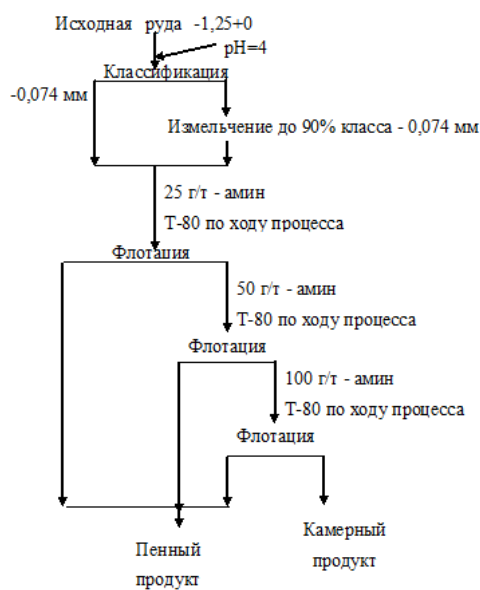 Исходная руда -1,25+0
pH=4
Классификация
-0,074 мм
Измельчение до 90% класса - 0,074 мм
25 г/т - амин
Т-80 по ходу процесса
Флотация
50 г/т - амин
Т-80 по ходу процесса
Флотация
100 г/т - амин
Т-80 по ходу процесса
Флотация
Камерный
продукт
Пенный
продукт